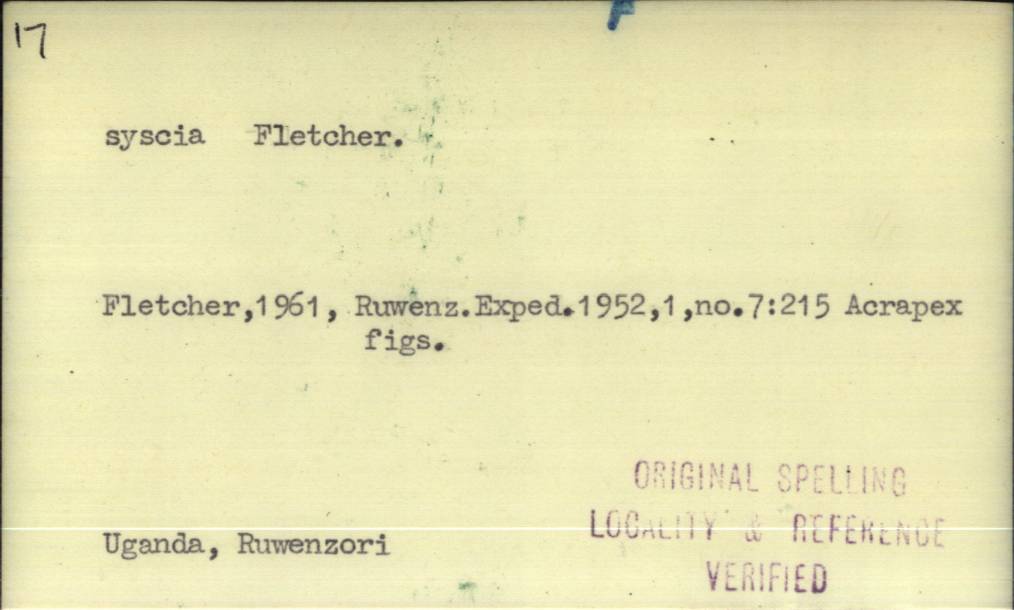 17
syscia Fletcher.
Fletcher,1961, Ruwenz.Exped.1952,1,no.7:215 Acrapex
figs.
ORIGINAL SPELLING
LOCALITY & REFERENCE
VERIFIED
Uganda, Ruwenzori